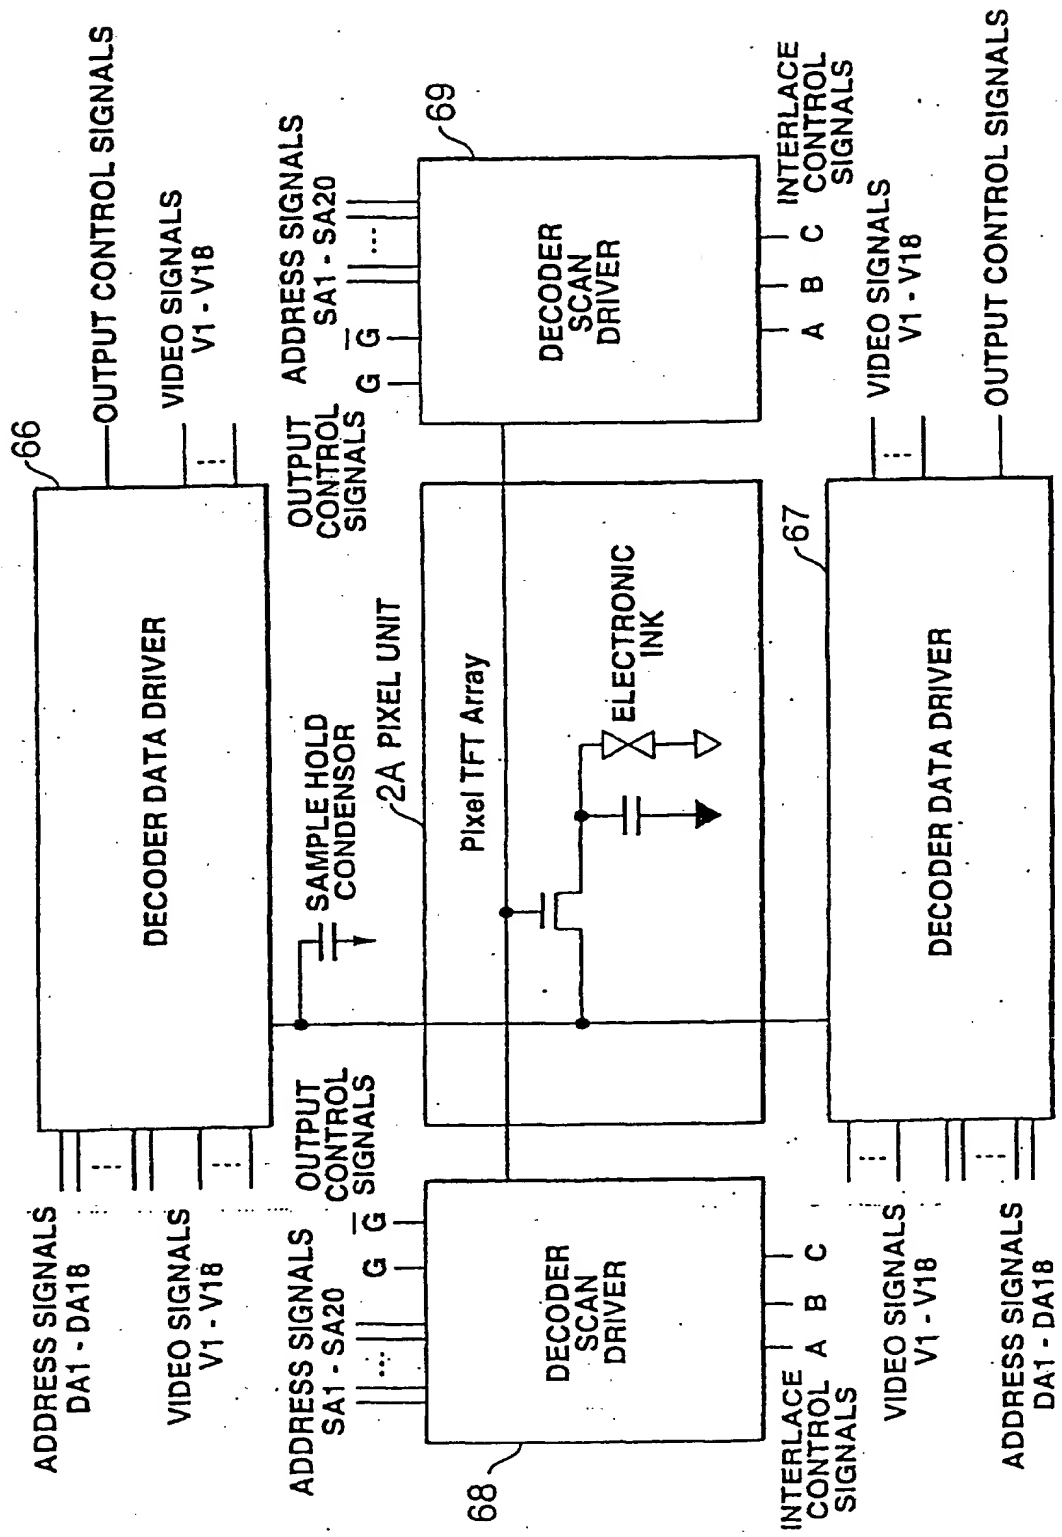 ADDRESS SIGNALS
DA1 - DA18
VIDEO SIGNALS
V1 - V18
66
OUTPUT CONTROL SIGNALS
VIDEO SIGNALS
V1 - V18
DECODER DATA DRIVER
ADDRESS SIGNALS
SA1 - SA20
OUTPUT
CONTROL
SIGNALS
G
G
SAMPLE HOLD
CONDENSOR
OUTPUT
CONTROL
SIGNALS
ADDRESS SIGNALS
SA1 - SA20
G
G
69
2A PIXEL UNIT
68
DECODER
SCAN
DRIVER
Pixel TFT Array
ELECTRONIC
INK
DECODER
SCAN
DRIVER
INTERLACE
CONTROL
SIGNALS
A
B
C
A
B
C
INTERLACE
CONTROL
SIGNALS
67
VIDEO SIGNALS
V1 - V18
ADDRESS SIGNALS
DA1 - DA18
DECODER DATA DRIVER
VIDEO SIGNALS
V1 - V18
OUTPUT CONTROL SIGNALS